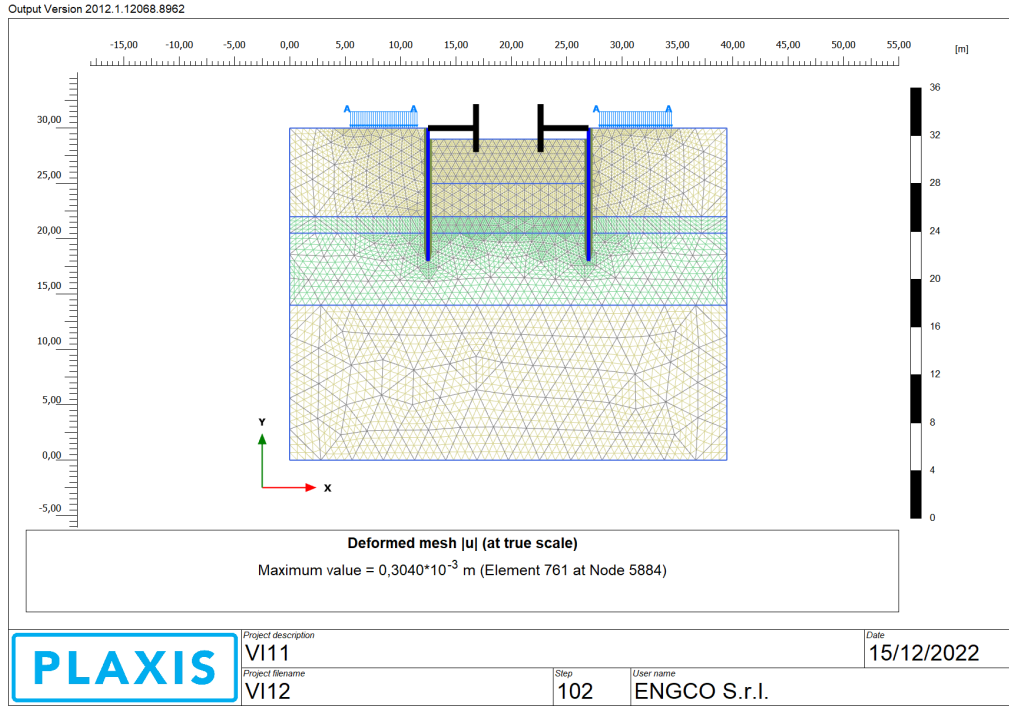 Output Version 2012.1.12068.8962
-15,00 -10,00 -5,00 0,00 5,00 10,00 15,00 20,00 25,00 30,00 35,00 40,00 45,00 50,00 55,00 [m]
30,00
25,00
20,00
15,00
10,00
5,00
0,00
-5,00
A A A A
Y
X
36
32
28
24
20
16
12
8
4
0
Deformed mesh |u| (at true scale)
Maximum value = 0,3040*10⁻³ m (Element 761 at Node 5884)
PLAXIS
Project description
VI11
Date
15/12/2022
Project filename
VI12
Step
102
User name
ENGCO S.r.l.